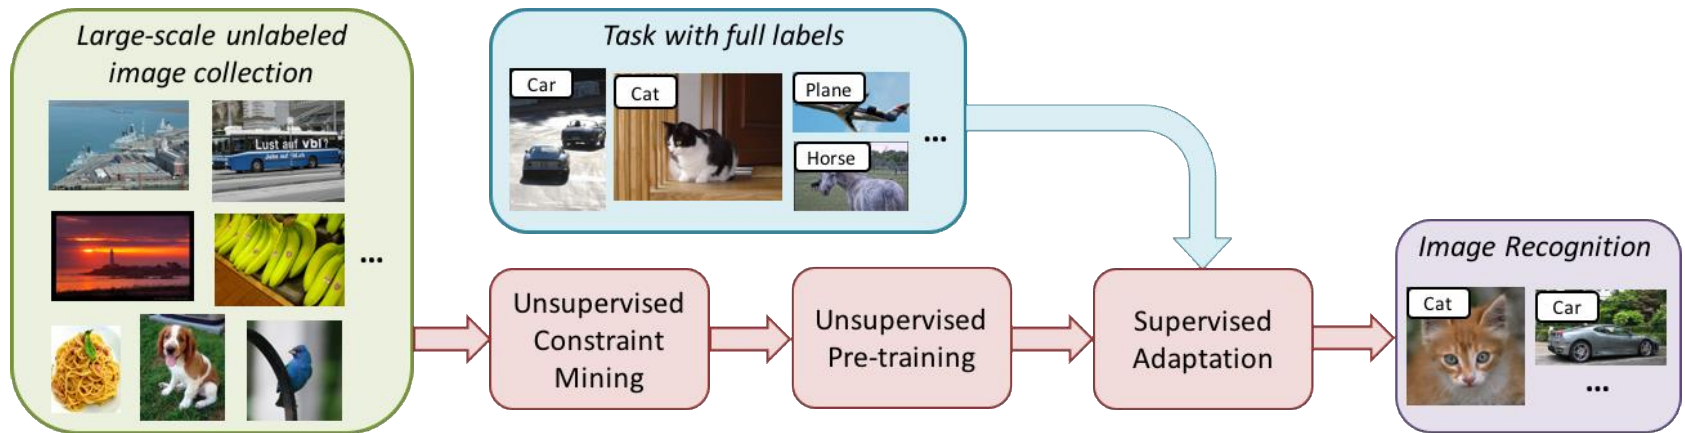 Large-scale unlabeled
image collection
Lust auf vbl?
...
Task with full labels
Car
Cat
Plane
Horse
...
Unsupervised
Constraint
Mining
Unsupervised
Pre-training
Supervised
Adaptation
Image Recognition
Cat
Car
...